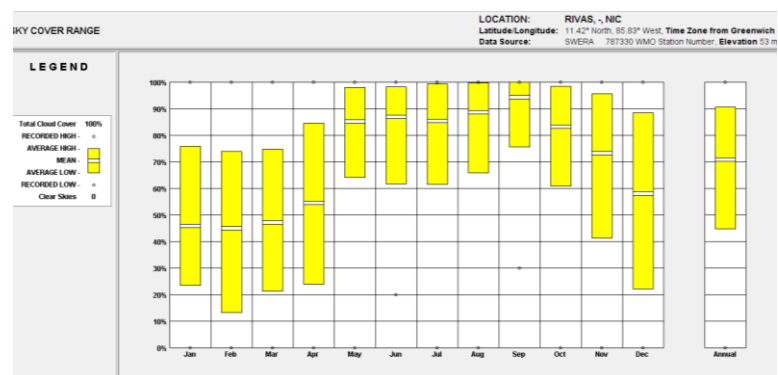 SKY COVER RANGE
LOCATION: RIVAS, -, NIC
Latitude/Longitude: 11.42° North, 85.83° West, Time Zone from Greenwich
Data Source: SWERA 787330 WMO Station Number, Elevation 53 m
LEGEND
Total Cloud Cover 100%
RECORDED HIGH -
AVERAGE HIGH -
MEAN -
AVERAGE LOW -
RECORDED LOW -
Clear Skies 0
100%
90%
80%
70%
60%
50%
40%
30%
20%
10%
0%
Jan Feb Mar Apr May Jun Jul Aug Sep Oct Nov Dec Annual